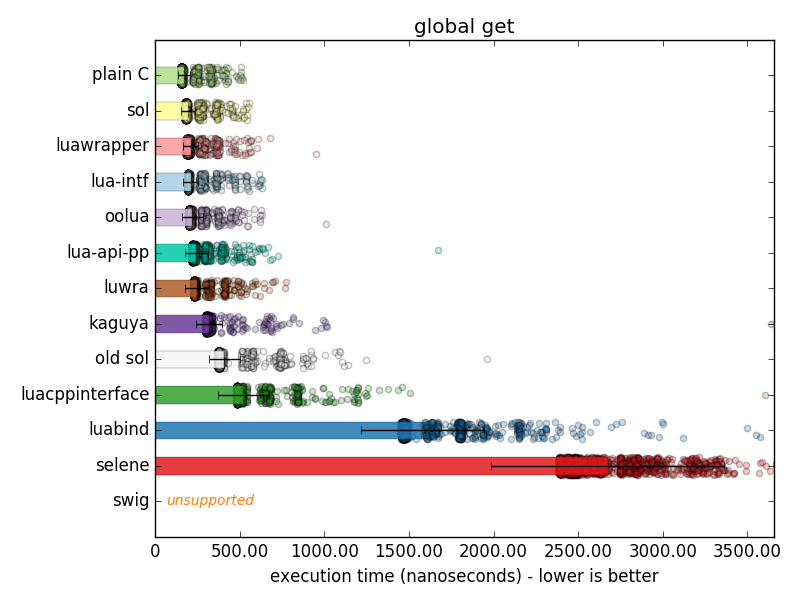 global get
plain C
sol
luawrapper
lua-intf
oolua
lua-api-pp
luwra
kaguya
old sol
luacppinterface
luabind
selene
swig unsupported
0 500.00 1000.00 1500.00 2000.00 2500.00 3000.00 3500.00
execution time (nanoseconds) - lower is better